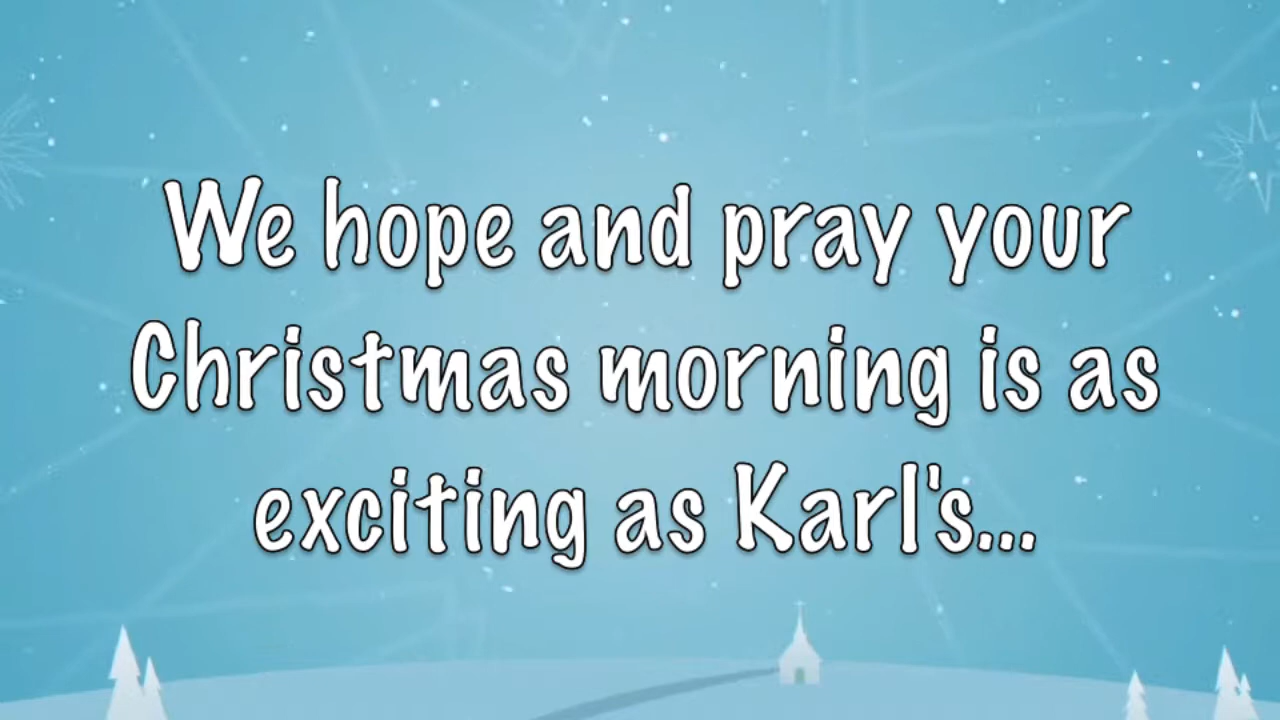 We hope and pray your
Christmas morning is as
exciting as Karl's...